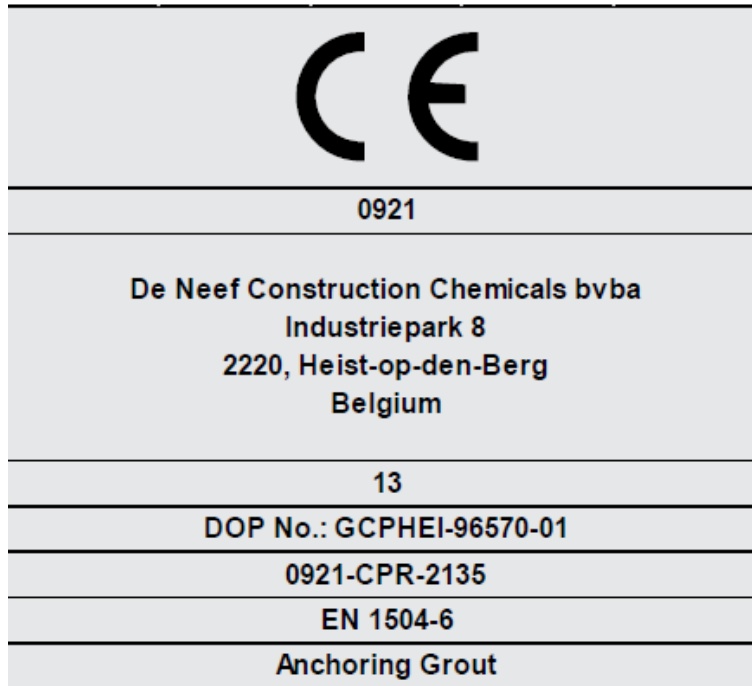 CE
0921
De Neef Construction Chemicals bvba
Industriepark 8
2220, Heist-op-den-Berg
Belgium
13
DOP No.: GCPHEI-96570-01
0921-CPR-2135
EN 1504-6
Anchoring Grout